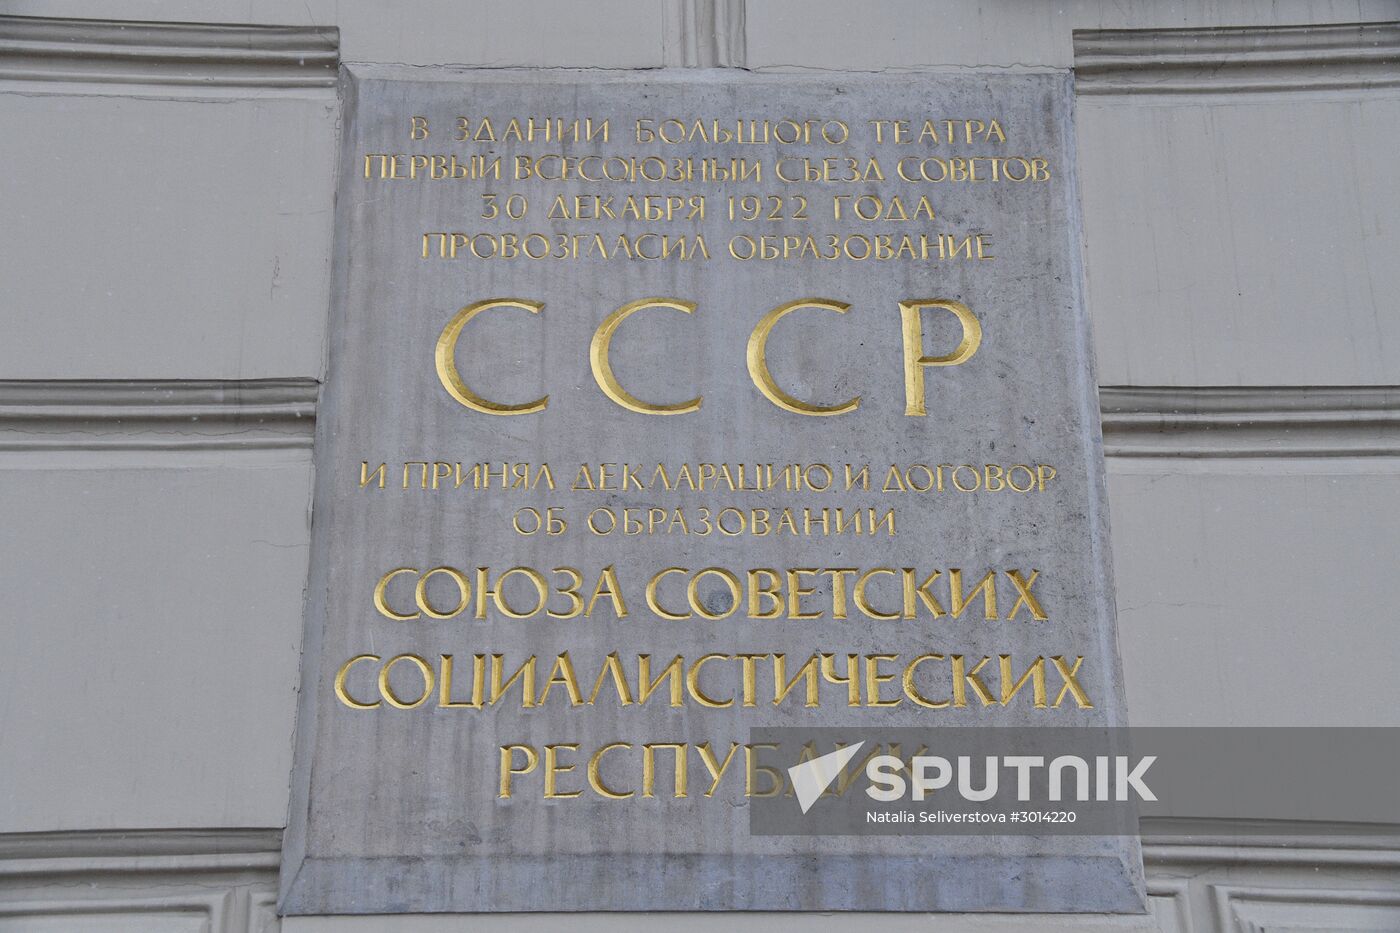 В ЗДАНИИ БОЛЬШОГО ТЕАТРА
ПЕРВЫЙ ВСЕСОЮЗНЫЙ СЪЕЗД СОВЕТОВ
30 ДЕКАБРЯ 1922 ГОДА
ПРОВОЗГЛАСИЛ ОБРАЗОВАНИЕ
СССР
И ПРИНЯЛ ДЕКЛАРАЦИЮ И ДОГОВОР
ОБ ОБРАЗОВАНИИ
СОЮЗА СОВЕТСКИХ
СОЦИАЛИСТИЧЕСКИХ
РЕСПУБЛИК
SPUTNIK
Natalia Seliverstova #3014220